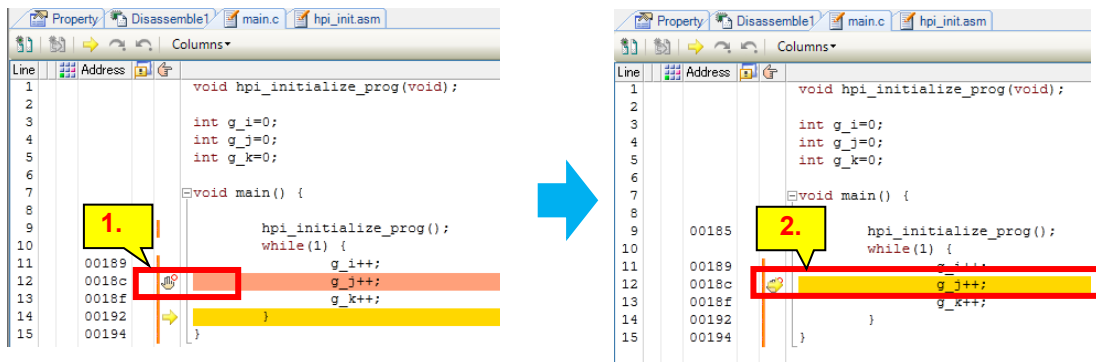 Property Disassemble1 main.c hpi_init.asm
Columns
Line Address
1 void hpi_initialize_prog(void);
2
3 int g_i=0;
4 int g_j=0;
5 int g_k=0;
6
7 void main() {
8
9 hpi_initialize_prog();
10 while(1) {
11 00189 g_i++;
12 0018c g_j++;
13 0018f g_k++;
14 00192 }
15 00194 }
1.
Property Disassemble1 main.c hpi_init.asm
Columns
Line Address
1 void hpi_initialize_prog(void);
2
3 int g_i=0;
4 int g_j=0;
5 int g_k=0;
6
7 void main() {
8
9 00185 hpi_initialize_prog();
10 while(1) {
11 00189 g_i++;
12 0018c g_j++;
13 0018f g_k++;
14 00192 }
15 00194 }
2.